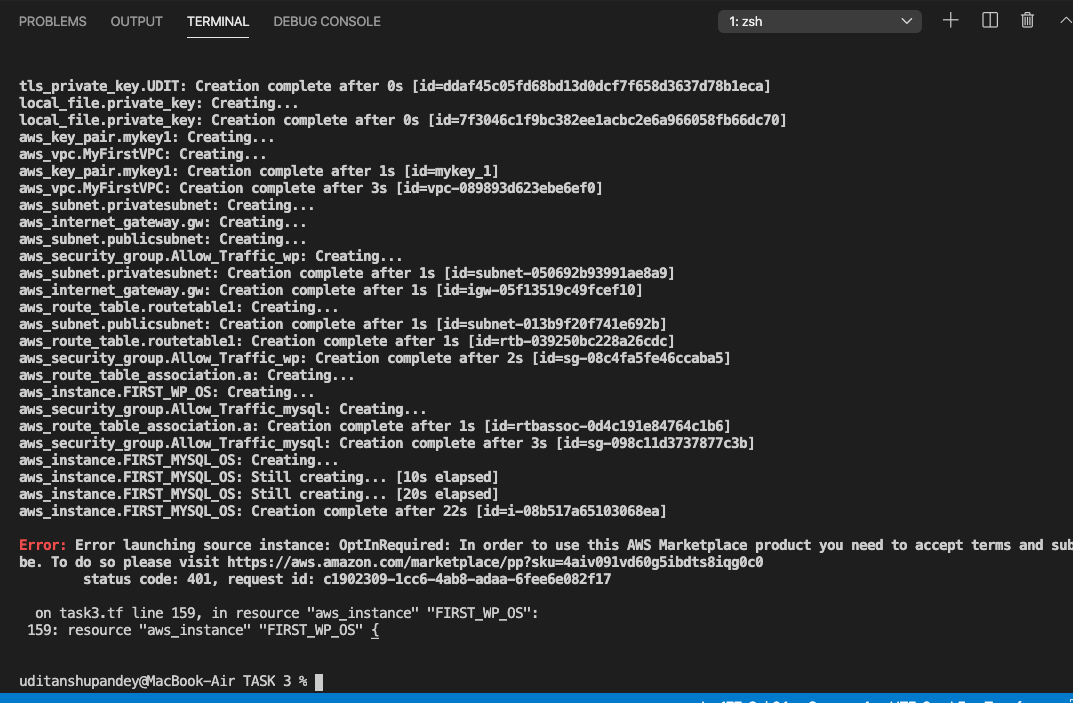 PROBLEMS OUTPUT TERMINAL DEBUG CONSOLE 1: zsh
tls_private_key.UDIT: Creation complete after 0s [id=ddaf45c05fd68bd13d0dcf7f658d3637d78b1eca]
local_file.private_key: Creating...
local_file.private_key: Creation complete after 0s [id=7f3046c1f9bc382ee1acbc2e6a966058fb66dc70]
aws_key_pair.mykey1: Creating...
aws_vpc.MyFirstVPC: Creating...
aws_key_pair.mykey1: Creation complete after 1s [id=mykey_1]
aws_vpc.MyFirstVPC: Creation complete after 3s [id=vpc-089893d623ebe6ef0]
aws_subnet.privatesubnet: Creating...
aws_internet_gateway.gw: Creating...
aws_subnet.publicsubnet: Creating...
aws_security_group.Allow_Traffic_wp: Creating...
aws_subnet.privatesubnet: Creation complete after 1s [id=subnet-050692b93991ae8a9]
aws_internet_gateway.gw: Creation complete after 1s [id=igw-05f13519c49fcef10]
aws_route_table.routetable1: Creating...
aws_subnet.publicsubnet: Creation complete after 1s [id=subnet-013b9f20f741e692b]
aws_route_table.routetable1: Creation complete after 1s [id=rtb-039250bc228a26cdc]
aws_security_group.Allow_Traffic_wp: Creation complete after 2s [id=sg-08c4fa5fe46ccaba5]
aws_route_table_association.a: Creating...
aws_instance.FIRST_WP_OS: Creating...
aws_security_group.Allow_Traffic_mysql: Creating...
aws_route_table_association.a: Creation complete after 1s [id=rtbassoc-0d4c191e84764c1b6]
aws_security_group.Allow_Traffic_mysql: Creation complete after 3s [id=sg-098c11d3737877c3b]
aws_instance.FIRST_MYSQL_OS: Creating...
aws_instance.FIRST_MYSQL_OS: Still creating... [10s elapsed]
aws_instance.FIRST_MYSQL_OS: Still creating... [20s elapsed]
aws_instance.FIRST_MYSQL_OS: Creation complete after 22s [id=i-08b517a65103068ea]
Error: Error launching source instance: OptInRequired: In order to use this AWS Marketplace product you need to accept terms and sub
be. To do so please visit https://aws.amazon.com/marketplace/pp?sku=4aiv091vd60g5ibdts8iqg0c0
status code: 401, request id: c1902309-1cc6-4ab8-adaa-6fee6e082f17
on task3.tf line 159, in resource "aws_instance" "FIRST_WP_OS":
159: resource "aws_instance" "FIRST_WP_OS" {
uditanshupandey@MacBook-Air TASK 3 %